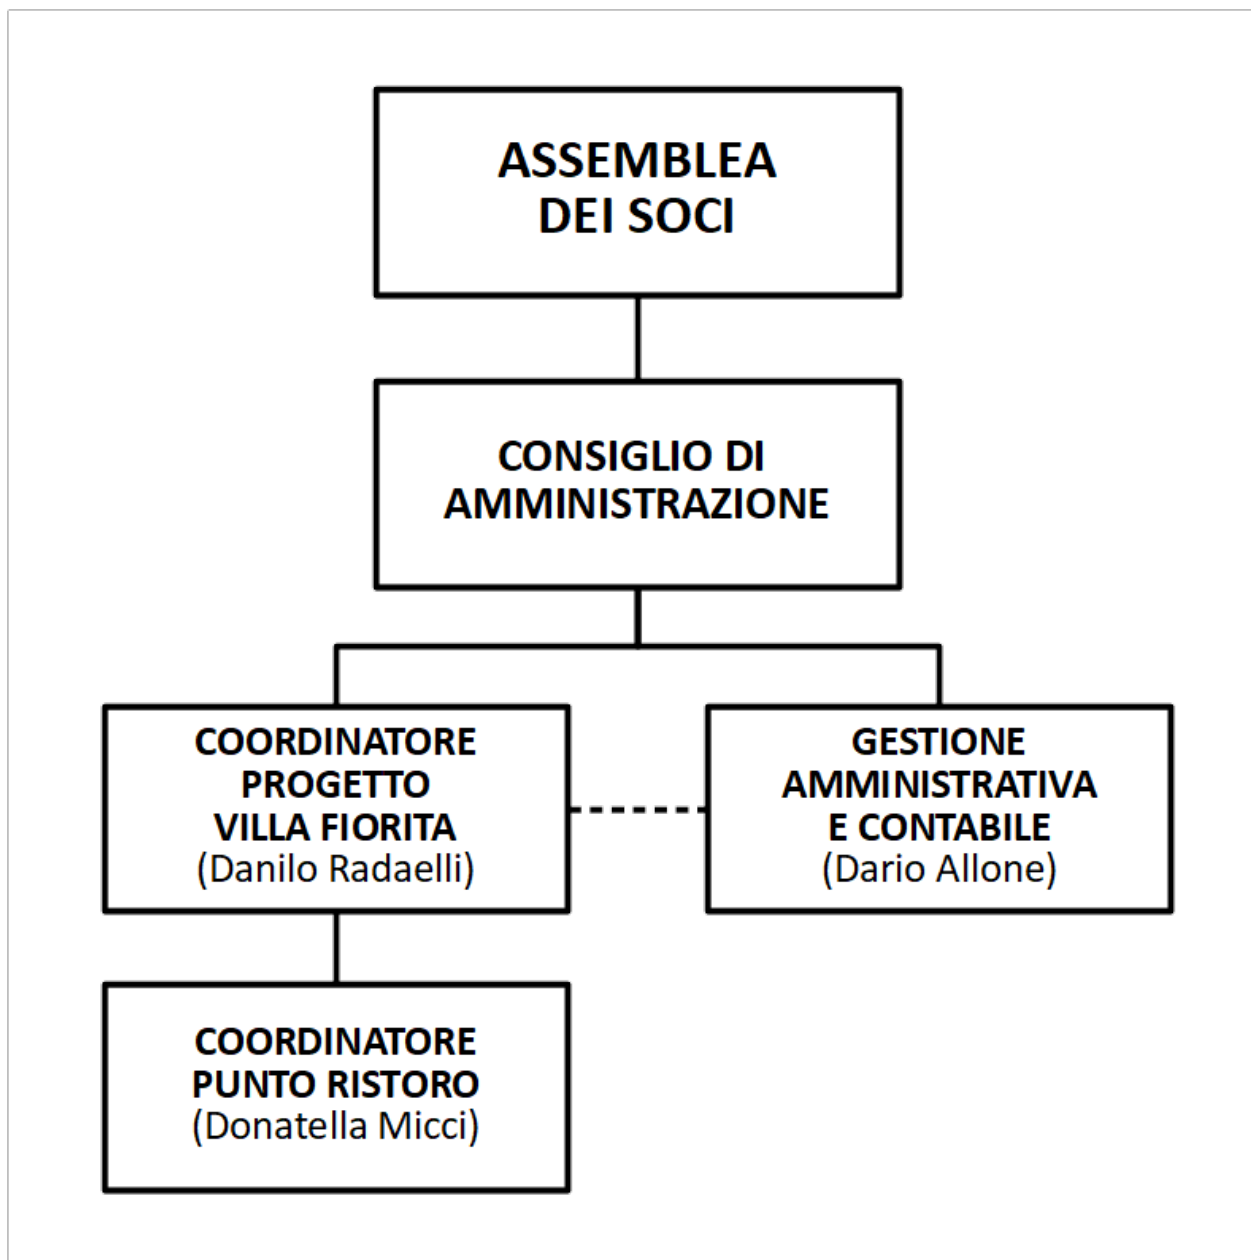 ASSEMBLEA
DEI SOCI
CONSIGLIO DI
AMMINISTRAZIONE
COORDINATORE
PROGETTO
VILLA FIORITA
(Danilo Radaelli)
GESTIONE
AMMINISTRATIVA
E CONTABILE
(Dario Allone)
COORDINATORE
PUNTO RISTORO
(Donatella Micci)